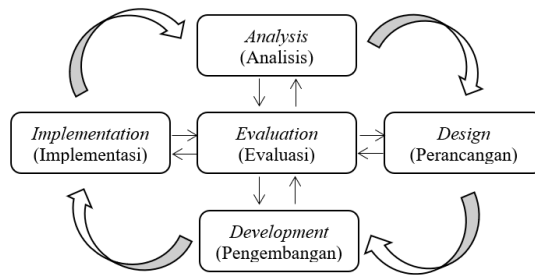 Analysis
(Analisis)
Implementation
(Implementasi)
Evaluation
(Evaluasi)
Design
(Perancangan)
Development
(Pengembangan)